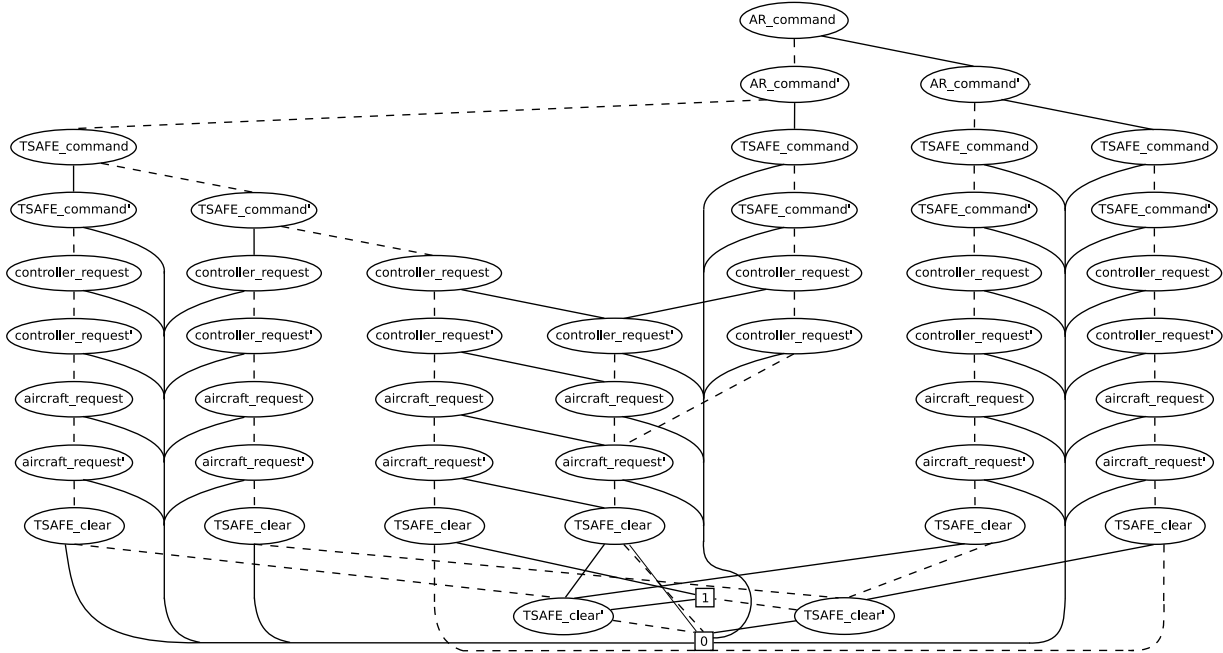 AR_command
AR_command' AR_command'
TSAFE_command TSAFE_command TSAFE_command TSAFE_command
TSAFE_command' TSAFE_command' TSAFE_command' TSAFE_command' TSAFE_command'
controller_request controller_request controller_request controller_request controller_request controller_request
controller_request' controller_request' controller_request' controller_request' controller_request' controller_request' controller_request'
aircraft_request aircraft_request aircraft_request aircraft_request aircraft_request aircraft_request
aircraft_request' aircraft_request' aircraft_request' aircraft_request' aircraft_request' aircraft_request'
TSAFE_clear TSAFE_clear TSAFE_clear TSAFE_clear TSAFE_clear TSAFE_clear
1
TSAFE_clear' TSAFE_clear'
0